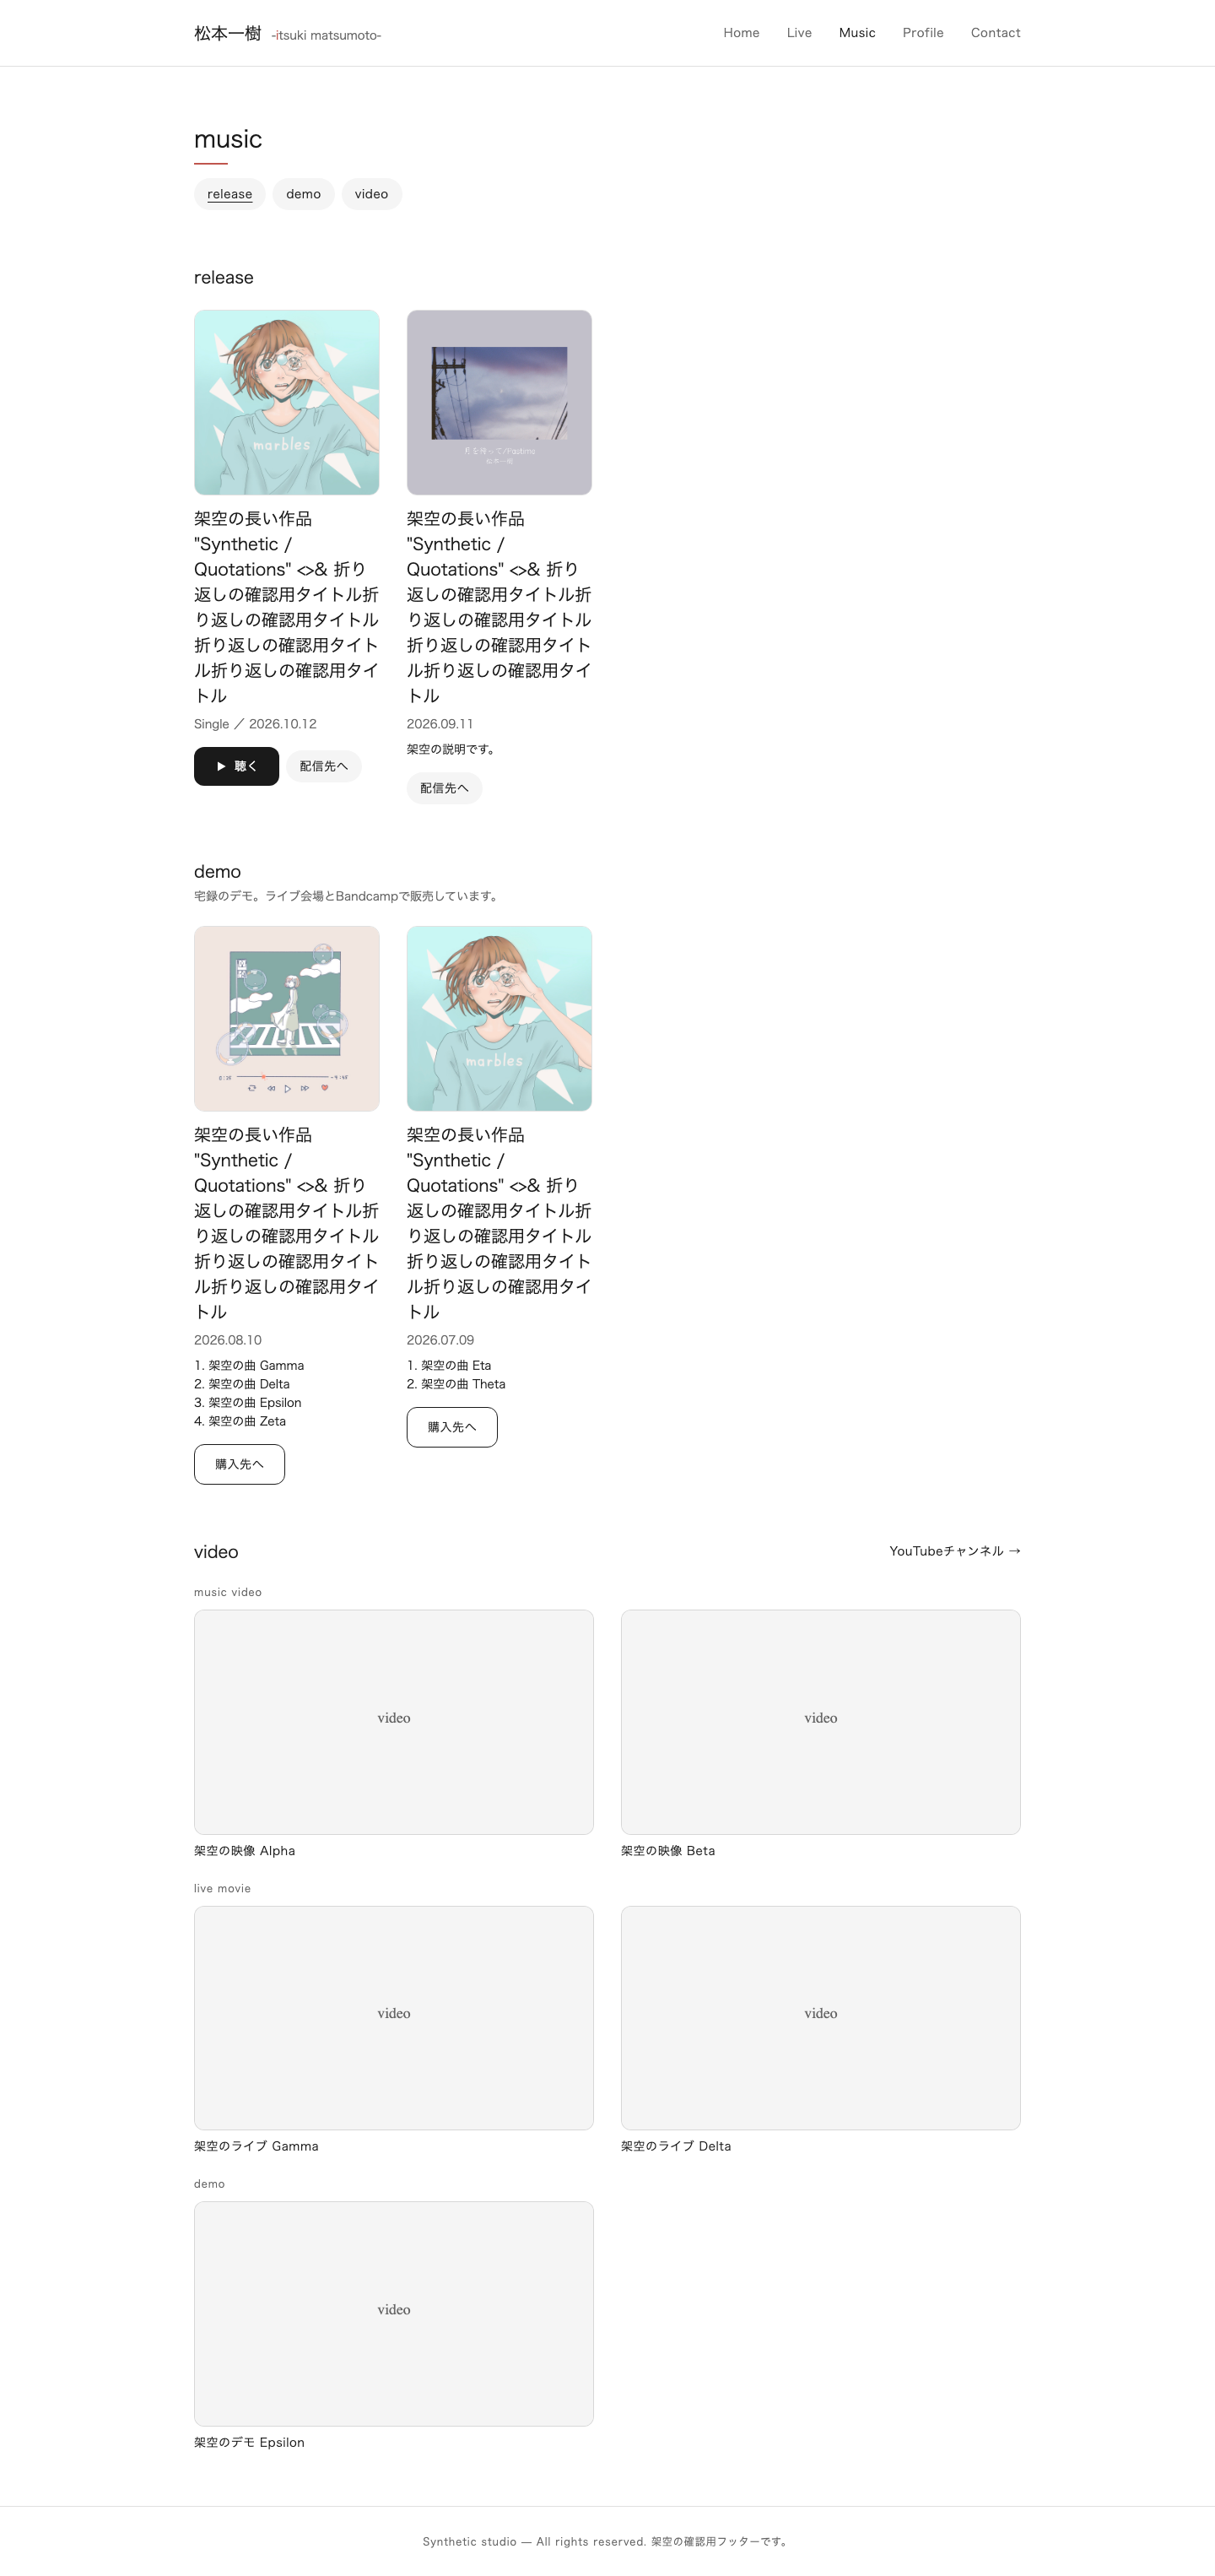 松本一樹 -itsuki matsumoto-
Home Live Music Profile Contact
music
release demo video
release
marbles
松本一樹
架空の長い作品
"Synthetic /
Quotations" <>& 折り
返しの確認用タイトル折
り返しの確認用タイトル
折り返しの確認用タイト
ル折り返しの確認用タイ
トル
Single ／ 2026.10.12
▶ 聴く 配信先へ
架空の長い作品
"Synthetic /
Quotations" <>& 折り
返しの確認用タイトル折
り返しの確認用タイトル
折り返しの確認用タイト
ル折り返しの確認用タイ
トル
2026.09.11
架空の説明です。
配信先へ
demo
宅録のデモ。ライブ会場とBandcampで販売しています。
marbles
架空の長い作品
"Synthetic /
Quotations" <>& 折り
返しの確認用タイトル折
り返しの確認用タイトル
折り返しの確認用タイト
ル折り返しの確認用タイ
トル
2026.08.10
1. 架空の曲 Gamma
2. 架空の曲 Delta
3. 架空の曲 Epsilon
4. 架空の曲 Zeta
購入先へ
架空の長い作品
"Synthetic /
Quotations" <>& 折り
返しの確認用タイトル折
り返しの確認用タイトル
折り返しの確認用タイト
ル折り返しの確認用タイ
トル
2026.07.09
1. 架空の曲 Eta
2. 架空の曲 Theta
購入先へ
video
YouTubeチャンネル →
music video
video
video
架空の映像 Alpha
架空の映像 Beta
live movie
video
video
架空のライブ Gamma
架空のライブ Delta
demo
video
架空のデモ Epsilon
Synthetic studio — All rights reserved. 架空の確認用フッターです。